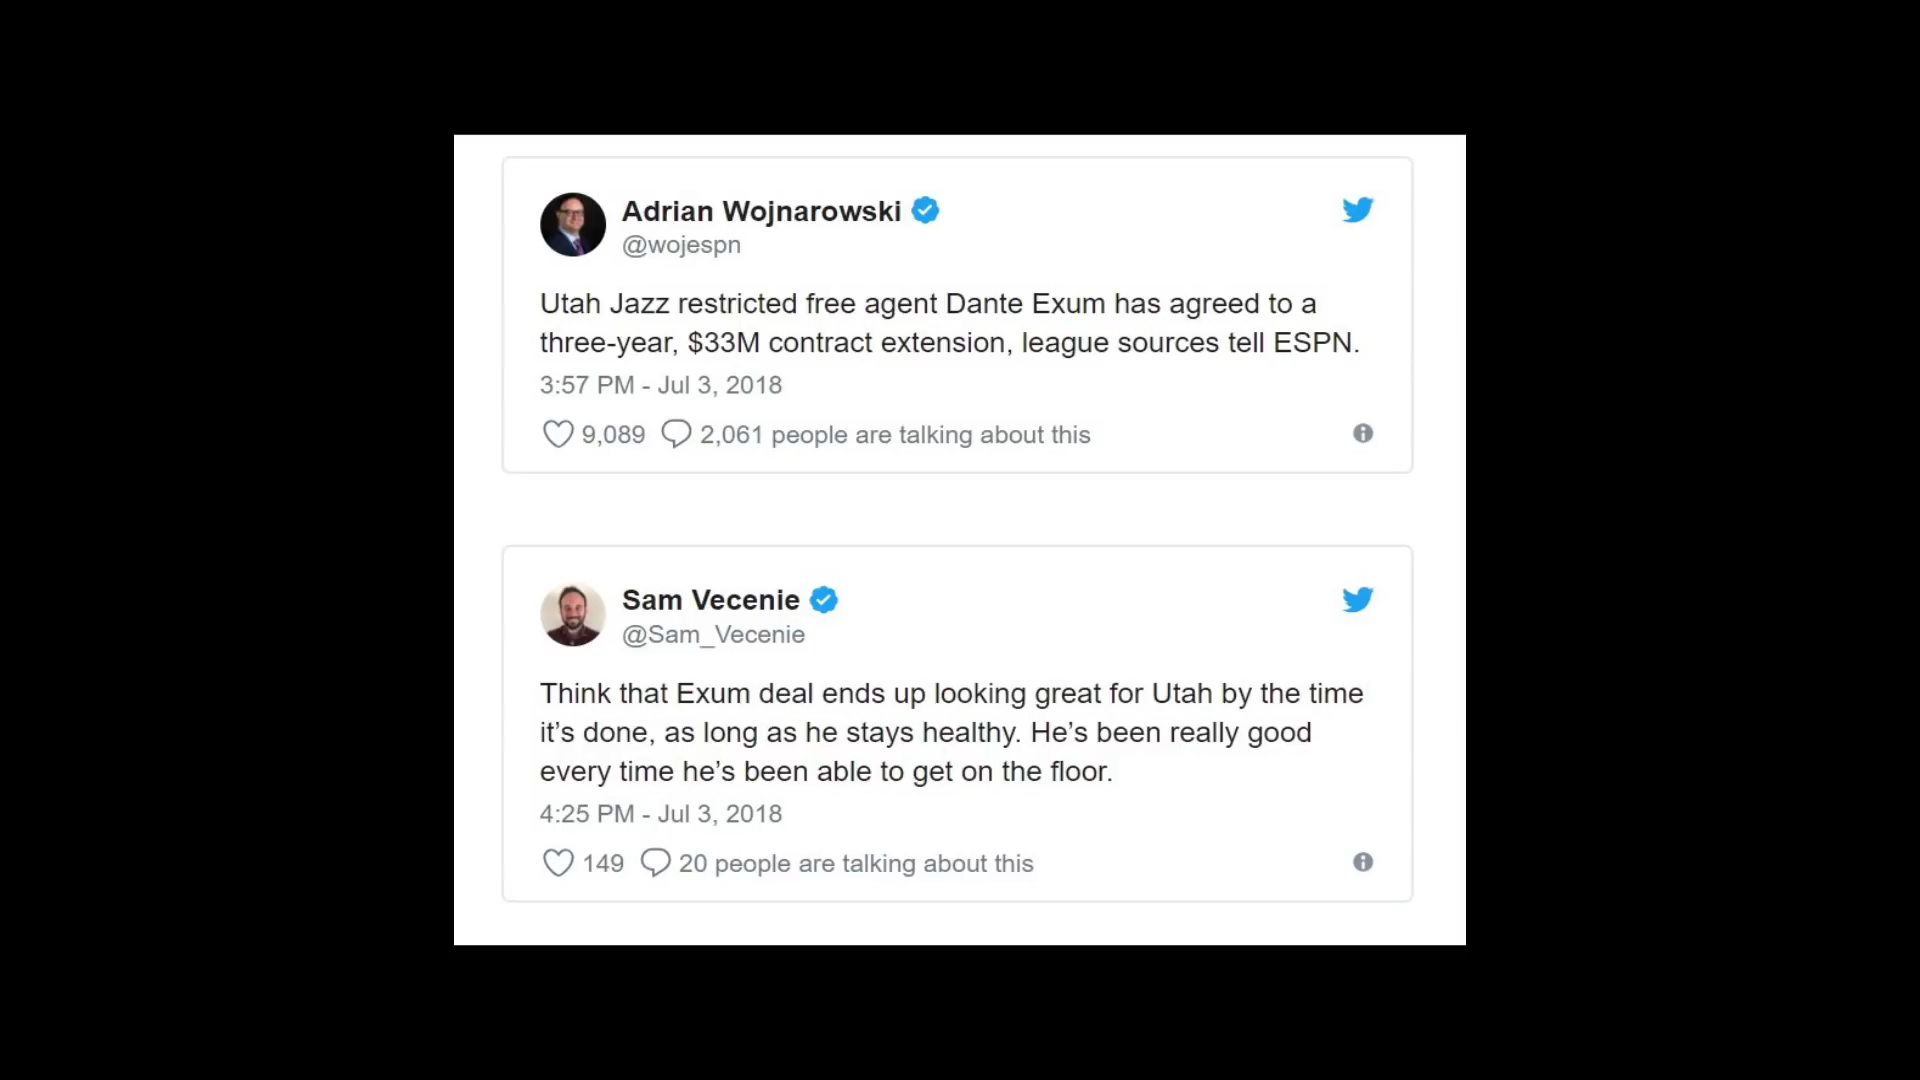 Adrian Wojnarowski
@wojespn
Utah Jazz restricted free agent Dante Exum has agreed to a
three-year, $33M contract extension, league sources tell ESPN.
3:57 PM - Jul 3, 2018
9,089 2,061 people are talking about this
Sam Vecenie
@Sam_Vecenie
Think that Exum deal ends up looking great for Utah by the time
it’s done, as long as he stays healthy. He’s been really good
every time he’s been able to get on the floor.
4:25 PM - Jul 3, 2018
149 20 people are talking about this